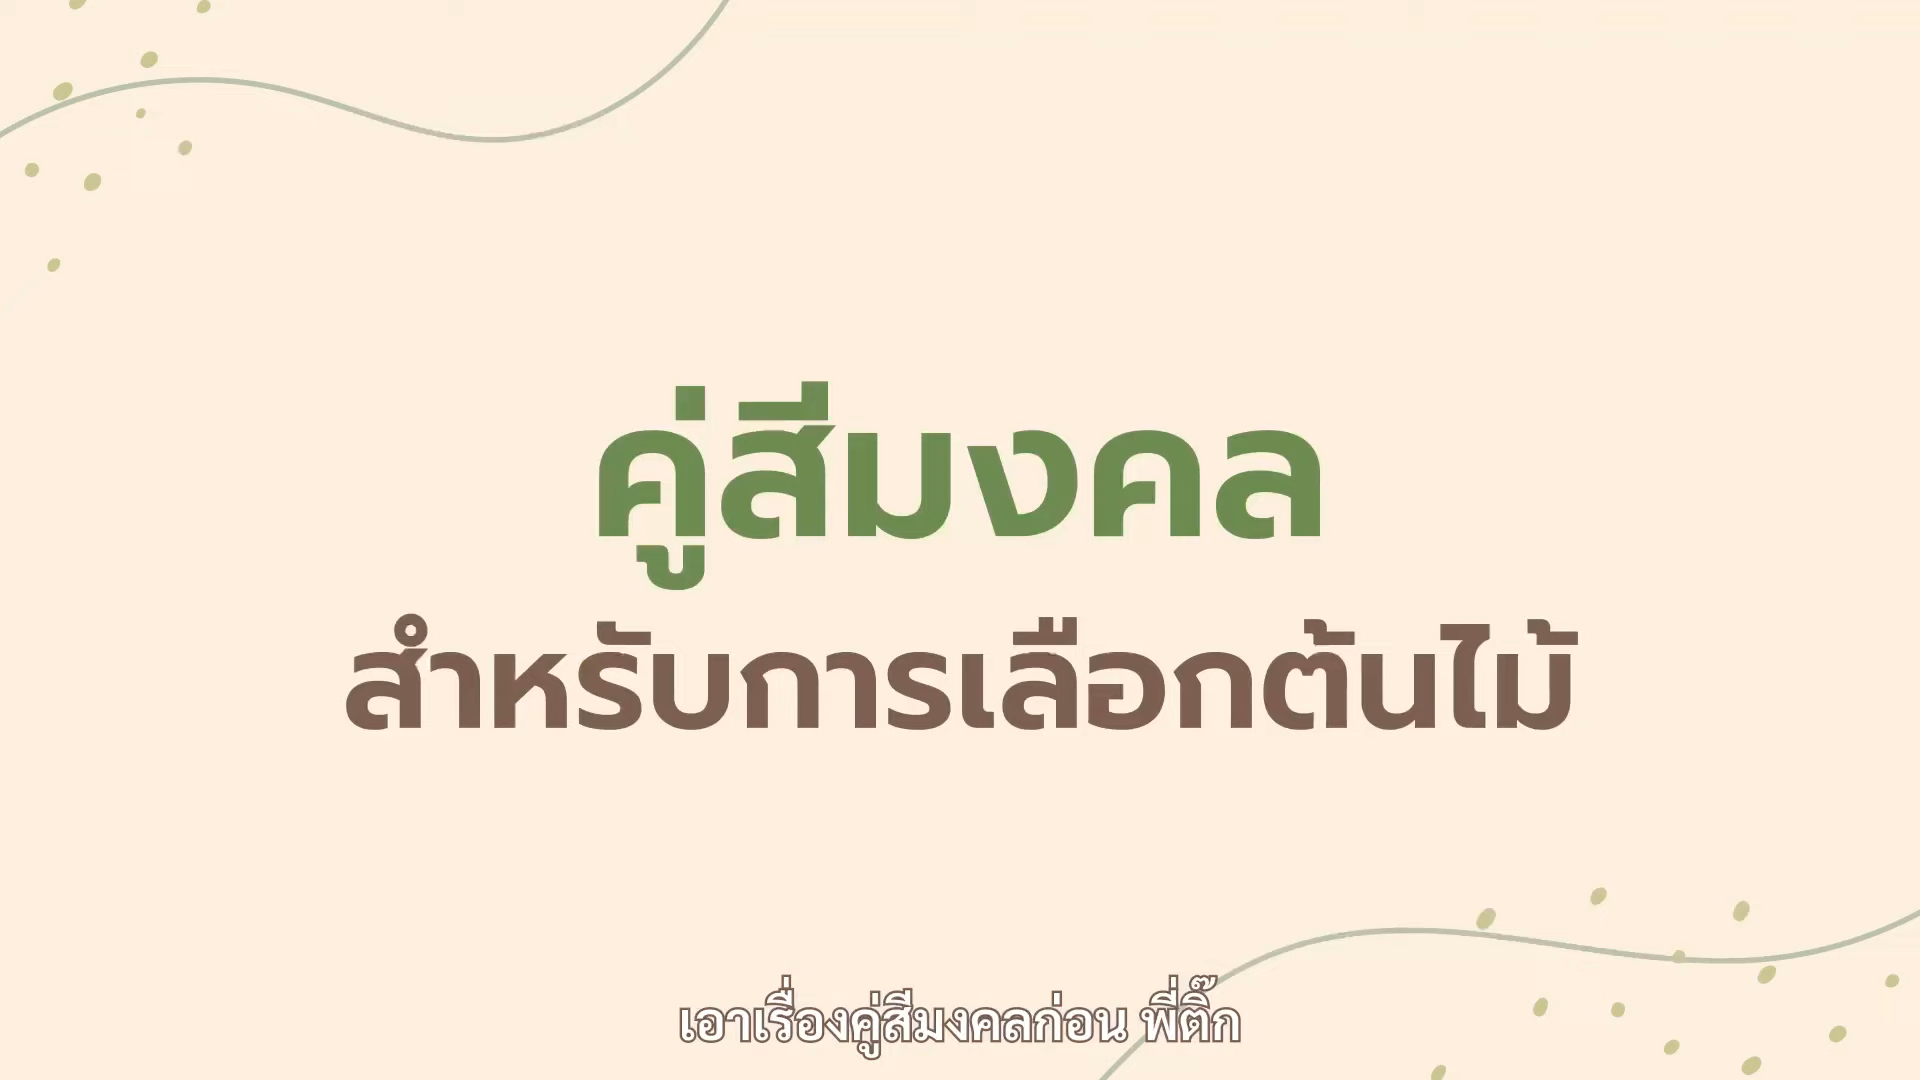 คู่สีมงคล
สำหรับการเลือกต้นไม้
เอาเรื่องคู่สีมงคลก่อน พี่ติ๊ก